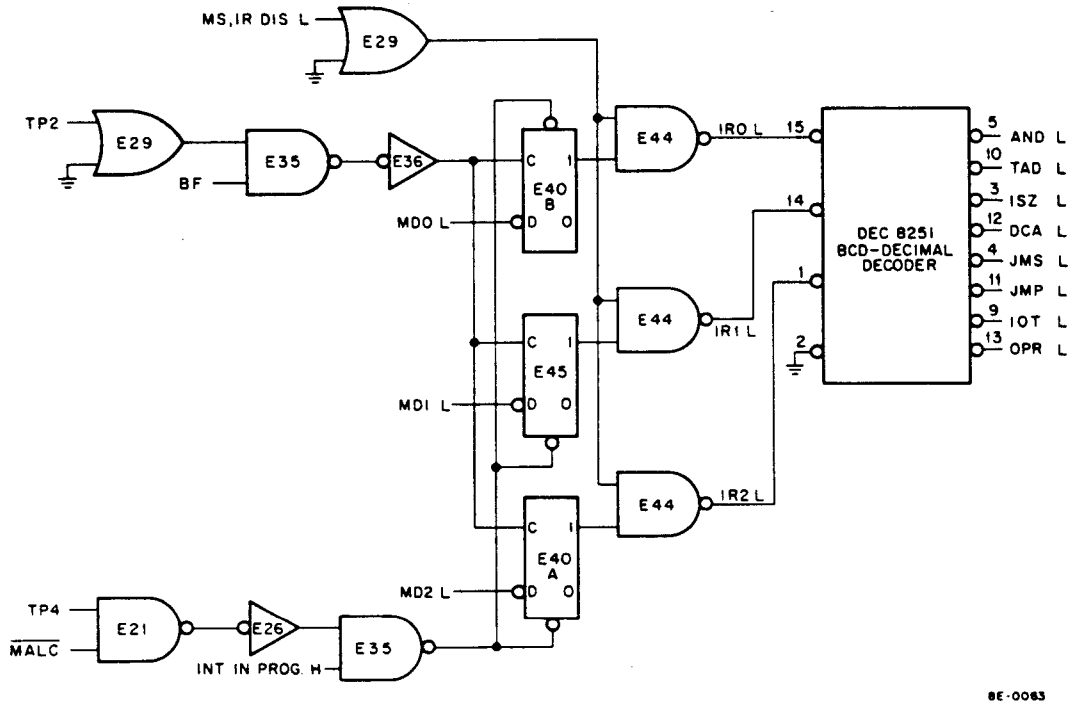 MS, IR DIS L
E29
TP2
E29
E35
BF
E36
C 1
E40
B
D O
MD0 L
E44
IR0 L
15
14
1
2
DEC 8251
BCD-DECIMAL
DECODER
5 AND L
10 TAD L
3 ISZ L
12 DCA L
4 JMS L
11 JMP L
9 IOT L
13 OPR L
C 1
E45
D O
MD1 L
E44
IR1 L
C 1
E40
A
D O
MD2 L
E44
IR2 L
TP4
MALC
E21
E26
E35
INT IN PROG. H
8E-0063